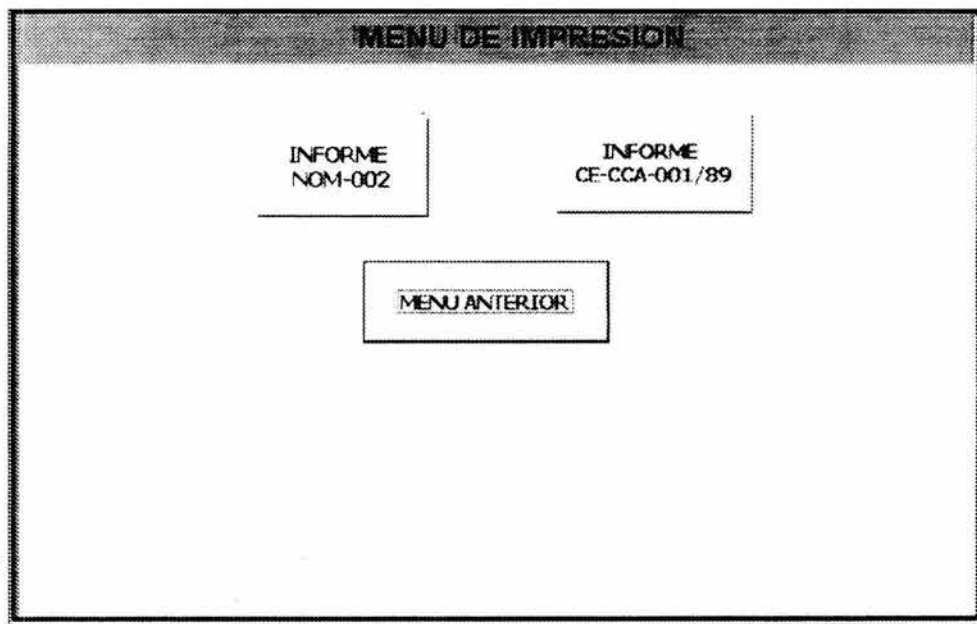 MENU DE IMPRESION
INFORME
NOM-002
INFORME
CE-CCA-001/89
MENU ANTERIOR